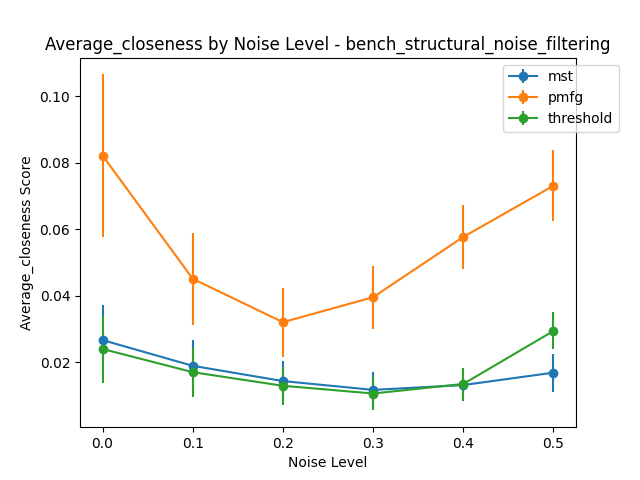 Average_closeness by Noise Level - bench_structural_noise_filtering
mst
pmfg
threshold
0.10
0.08
0.06
0.04
0.02
Average_closeness Score
0.0 0.1 0.2 0.3 0.4 0.5
Noise Level